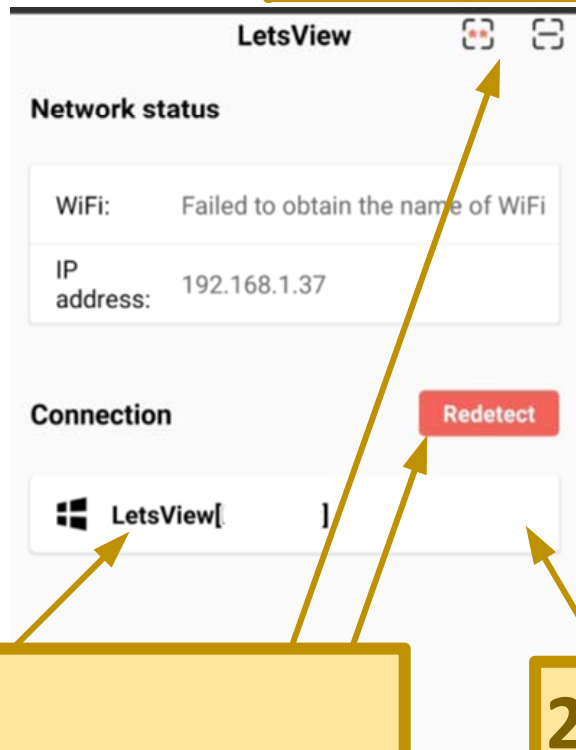 LetsView
Network status
WiFi: Failed to obtain the name of WiFi
IP address: 192.168.1.37
Connection Redetect
LetsView[ ]
2